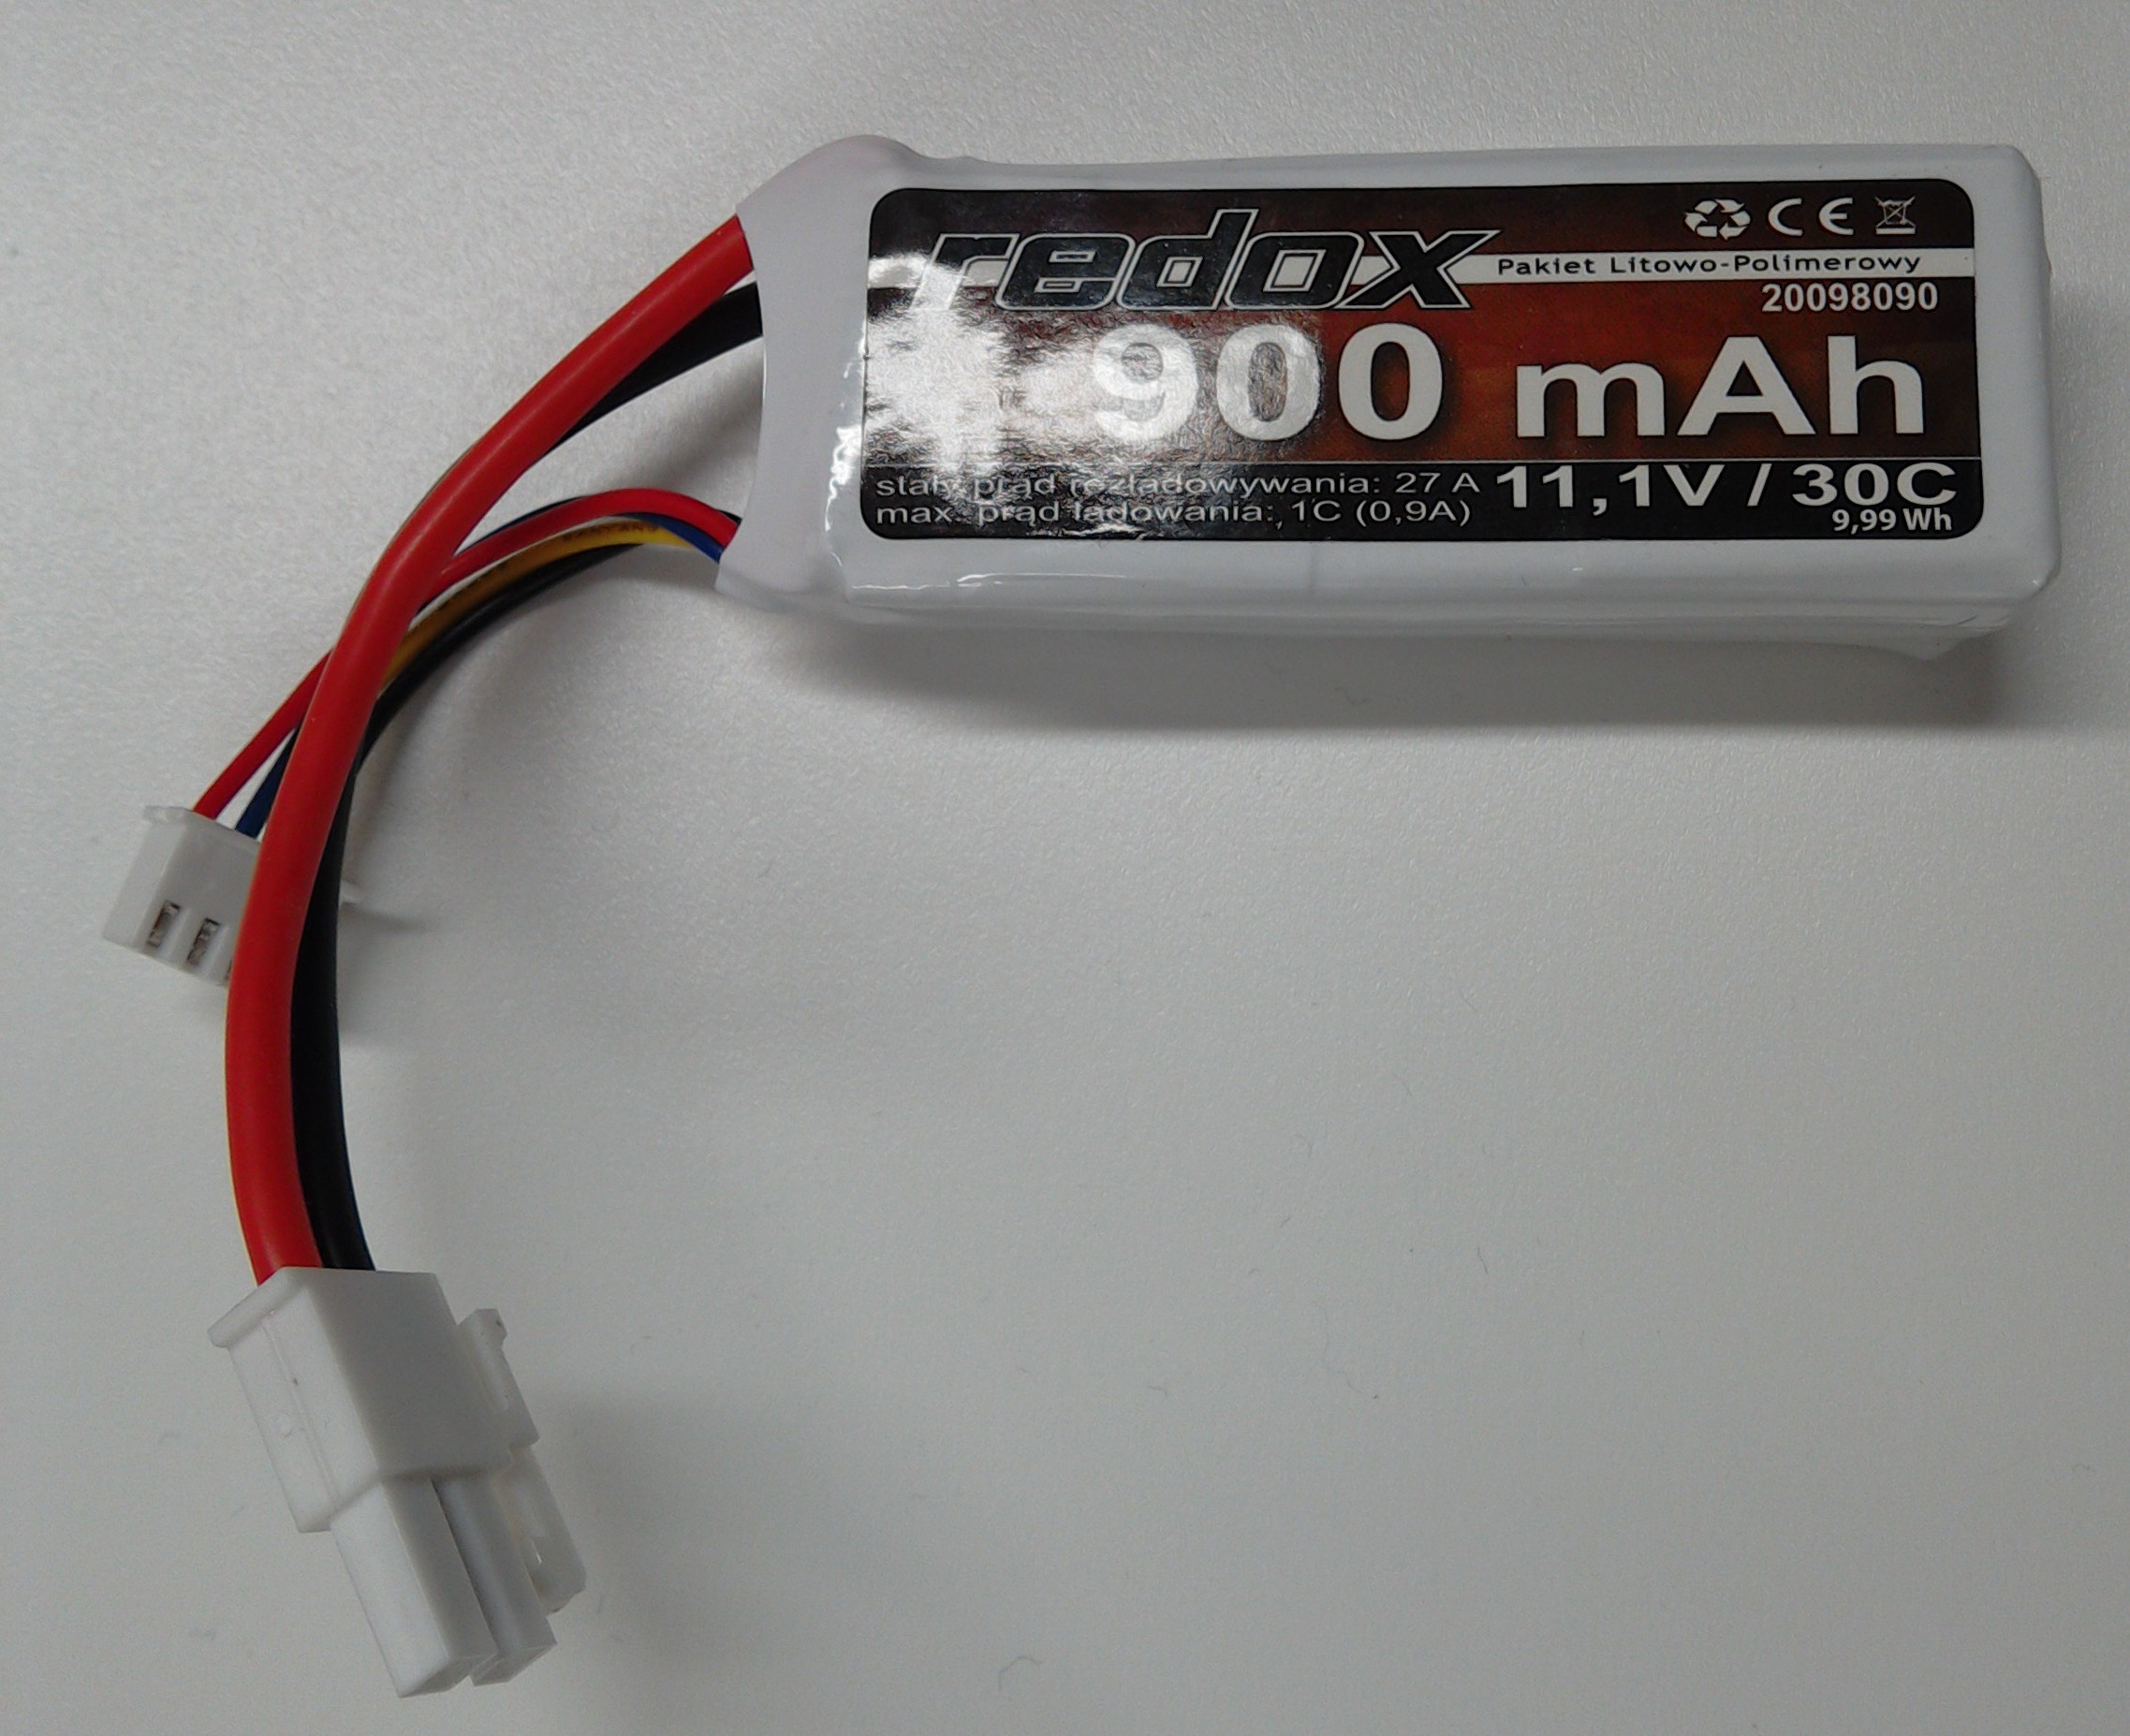 redox
Pakiet Litowo-Polimerowy
20098090
900 mAh
stały prąd rozładowywania: 27 A
max. prąd ładowania: 1C (0,9A)
11,1V / 30C
9,99 Wh